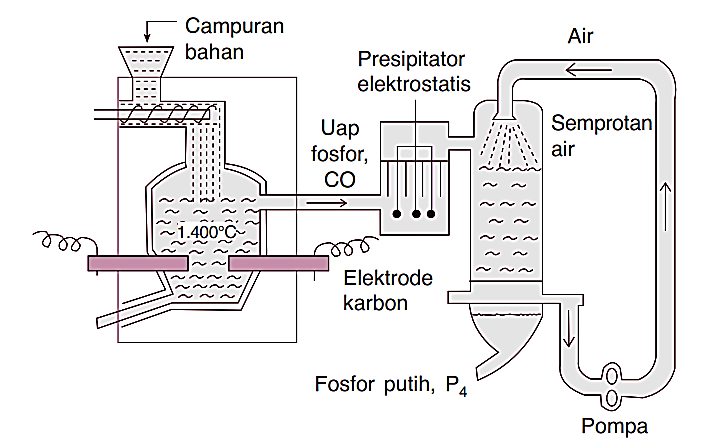 Campuran
bahan
Presipitator
elektrostatis
Air
Uap
fosfor,
CO
Semprotan
air
1.400°C
Elektrode
karbon
Fosfor putih, P₄
Pompa